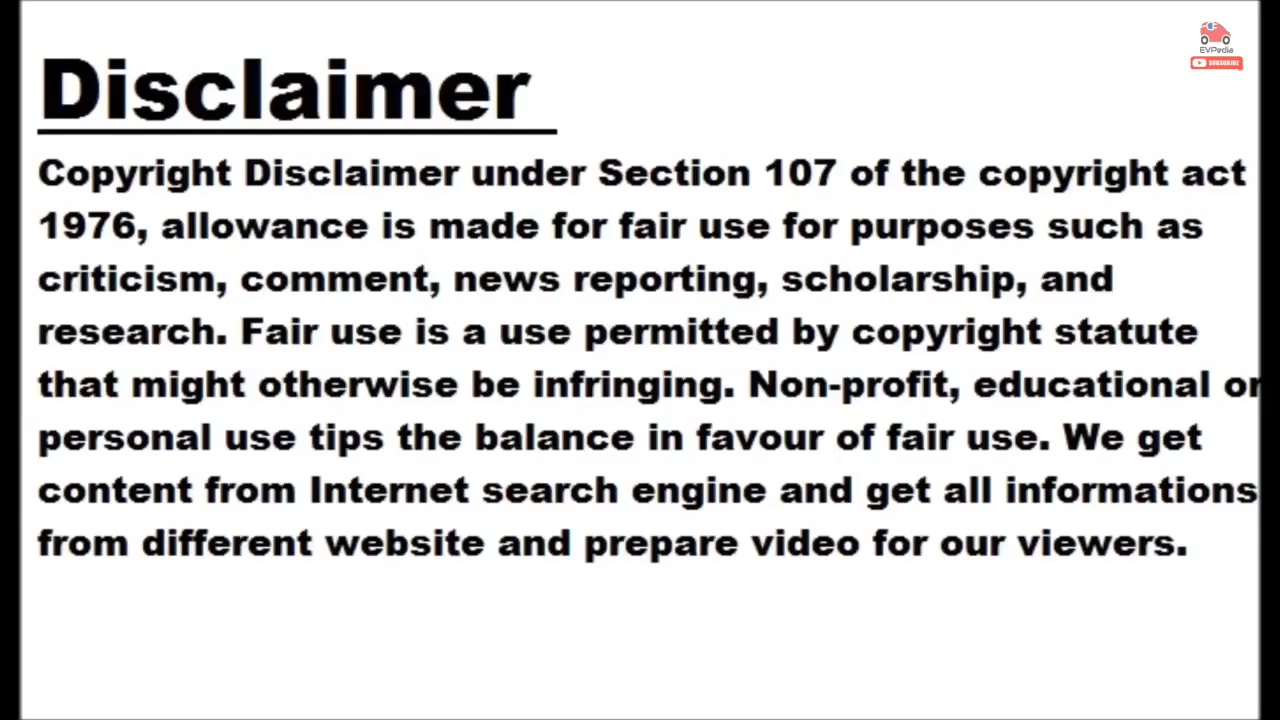 EVPedia
SUBSCRIBE
Disclaimer
Copyright Disclaimer under Section 107 of the copyright act
1976, allowance is made for fair use for purposes such as
criticism, comment, news reporting, scholarship, and
research. Fair use is a use permitted by copyright statute
that might otherwise be infringing. Non-profit, educational or
personal use tips the balance in favour of fair use. We get
content from Internet search engine and get all informations
from different website and prepare video for our viewers.